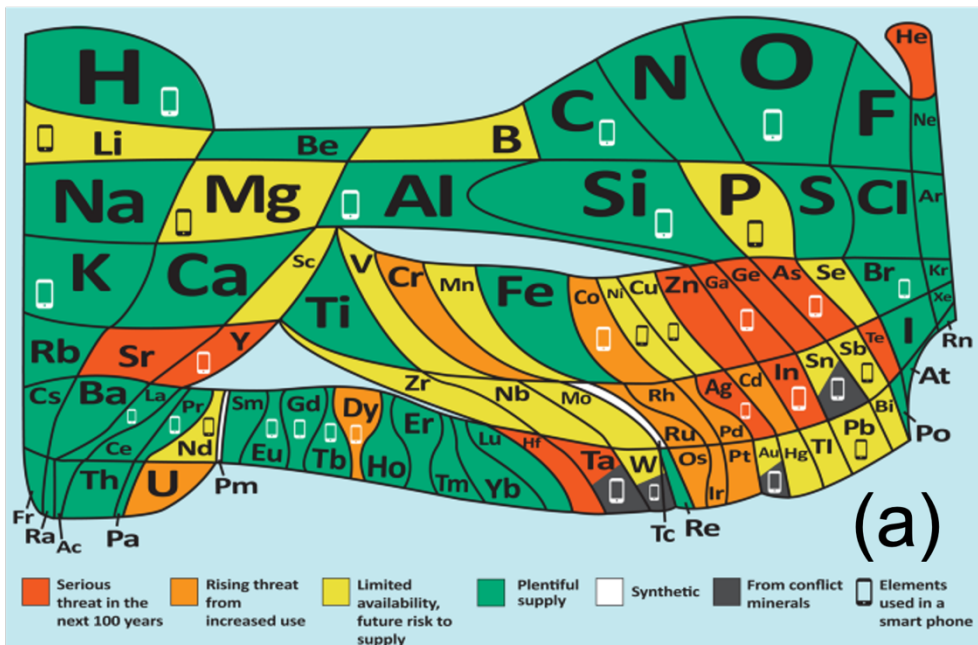 H He
Li Be B C N O F Ne
Na Mg Al Si P S Cl Ar
K Ca Sc Ti V Cr Mn Fe Co Ni Cu Zn Ga Ge As Se Br Kr
Rb Sr Y Zr Nb Mo Tc Ru Rh Pd Ag Cd In Sn Sb Te I Xe
Cs Ba La Ce Pr Nd Pm Sm Eu Gd Tb Dy Ho Er Tm Yb Lu Hf Ta W Re Os Ir Pt Au Hg Tl Pb Bi Po At Rn
Fr Ra Ac Th Pa U
(a)
Serious
threat in the
next 100 years
Rising threat
from
increased use
Limited
availability,
future risk to
supply
Plentiful
supply
Synthetic
From conflict
minerals
Elements
used in a
smart phone